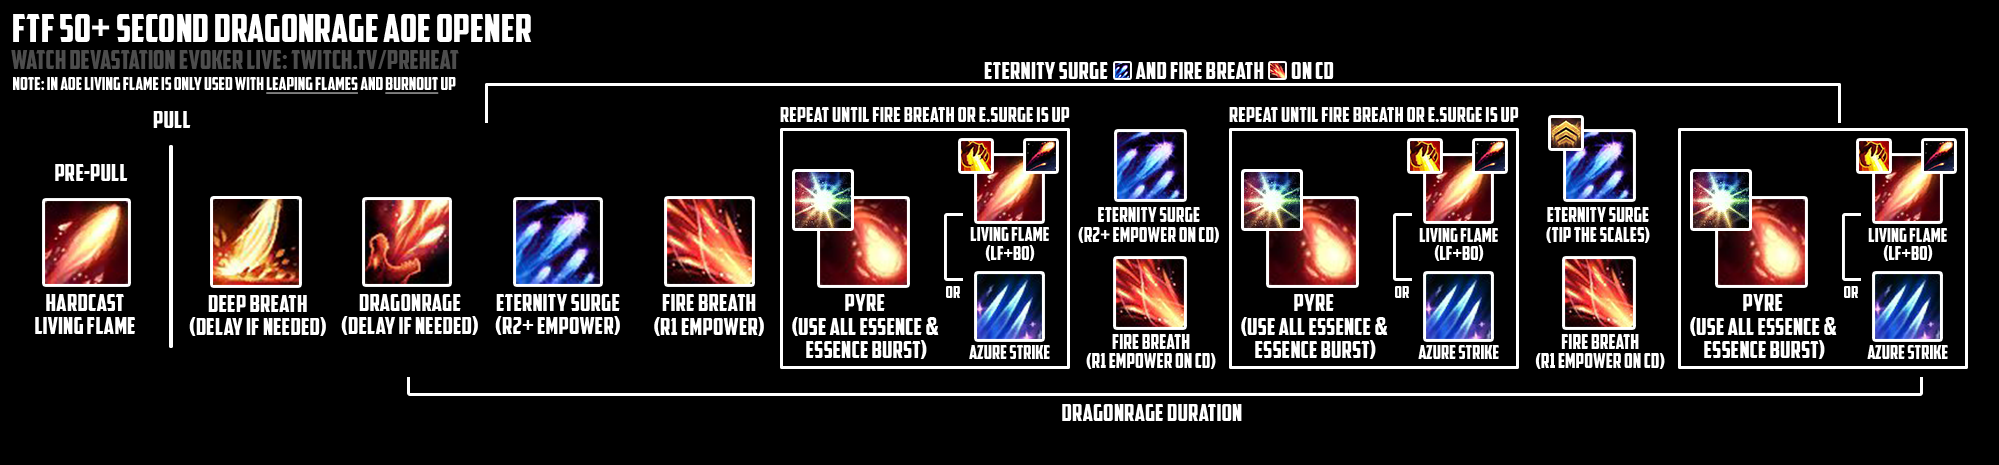 FTF 50+ SECOND DRAGONRAGE AOE OPENER
WATCH DEVASTATION EVOKER LIVE: TWITCH.TV/PREHEAT
NOTE: IN AOE LIVING FLAME IS ONLY USED WITH LEAPING FLAMES AND BURNOUT UP
ETERNITY SURGE AND FIRE BREATH ON CD
PULL
PRE-PULL
HARDCAST
LIVING FLAME
DEEP BREATH
(DELAY IF NEEDED)
DRAGONRAGE
(DELAY IF NEEDED)
ETERNITY SURGE
(R2+ EMPOWER)
FIRE BREATH
(R1 EMPOWER)
REPEAT UNTIL FIRE BREATH OR E.SURGE IS UP
PYRE
(USE ALL ESSENCE &
ESSENCE BURST)
LIVING FLAME
(LF+BO)
OR
AZURE STRIKE
ETERNITY SURGE
(R2+ EMPOWER ON CD)
FIRE BREATH
(R1 EMPOWER ON CD)
REPEAT UNTIL FIRE BREATH OR E.SURGE IS UP
PYRE
(USE ALL ESSENCE &
ESSENCE BURST)
LIVING FLAME
(LF+BO)
OR
AZURE STRIKE
ETERNITY SURGE
(TIP THE SCALES)
FIRE BREATH
(R1 EMPOWER ON CD)
PYRE
(USE ALL ESSENCE &
ESSENCE BURST)
LIVING FLAME
(LF+BO)
OR
AZURE STRIKE
DRAGONRAGE DURATION